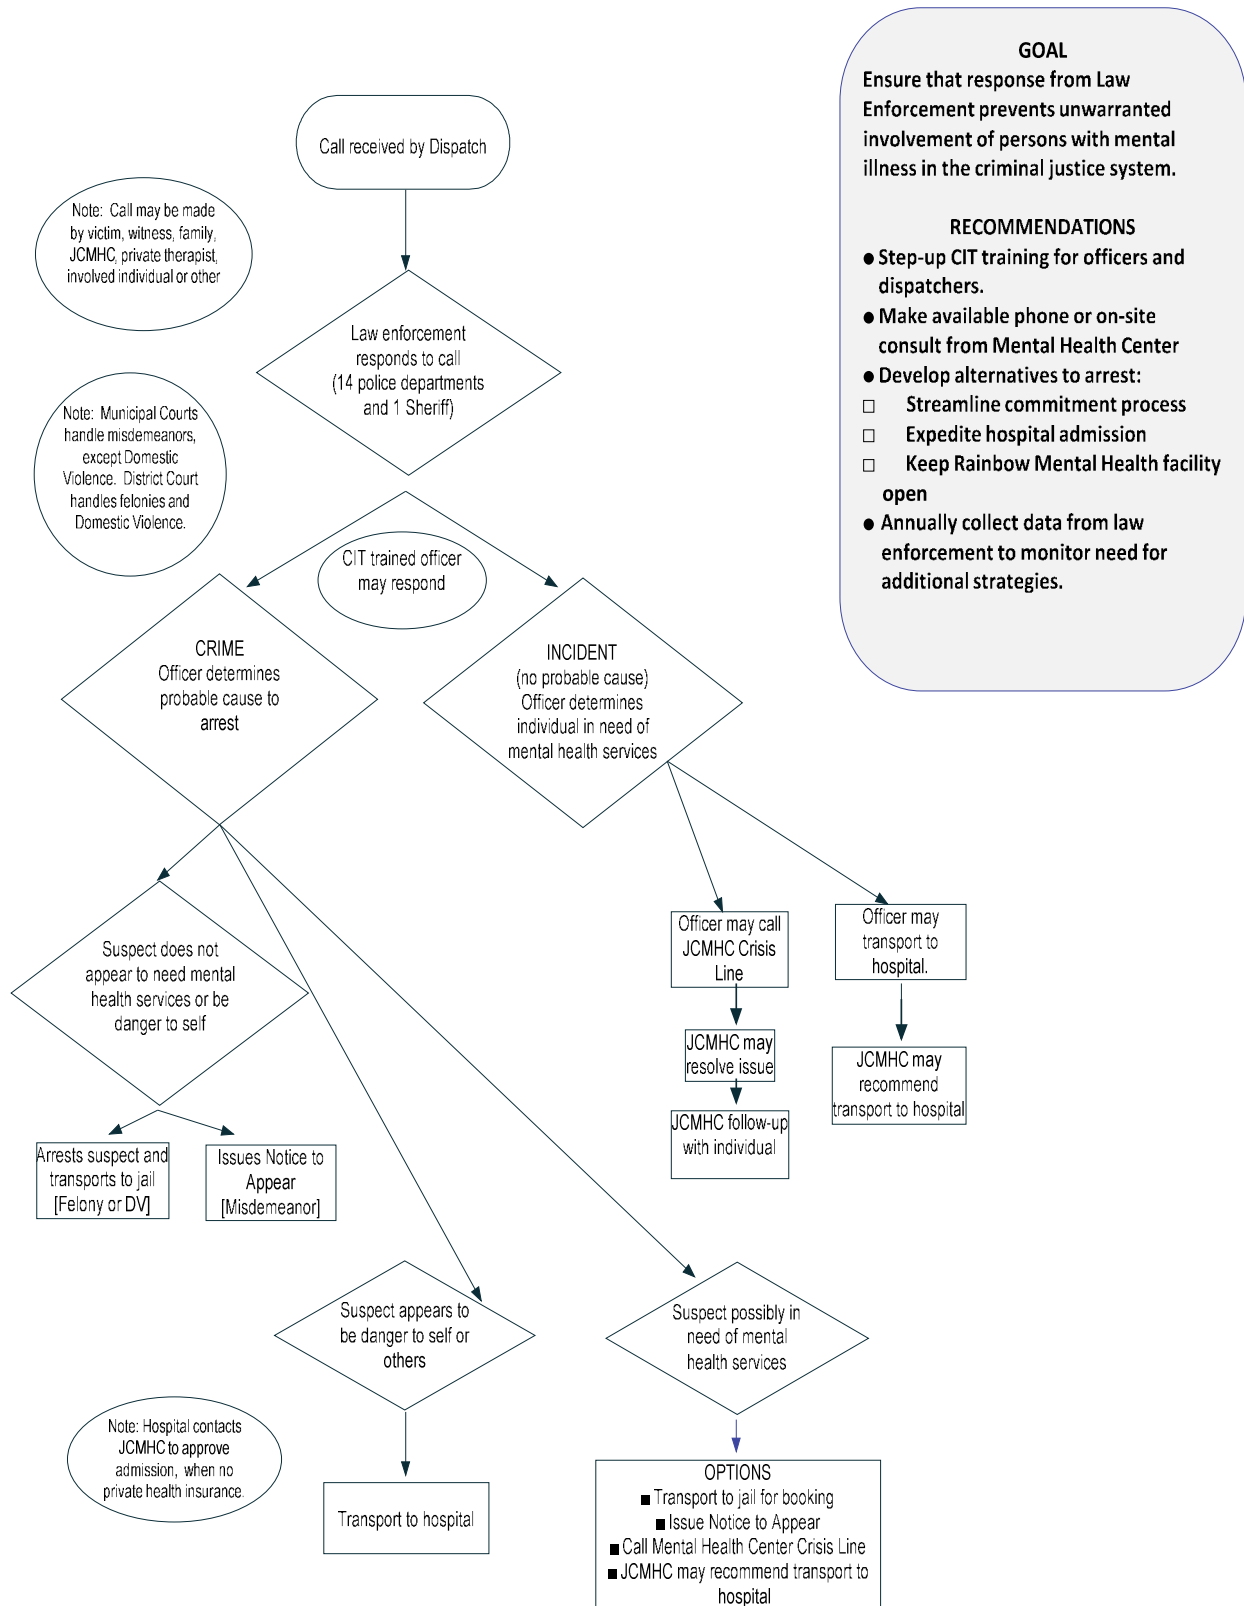 GOAL
Ensure that response from Law
Enforcement prevents unwarranted
involvement of persons with mental
illness in the criminal justice system.
RECOMMENDATIONS
● Step-up CIT training for officers and
dispatchers.
● Make available phone or on-site
consult from Mental Health Center
● Develop alternatives to arrest:
□ Streamline commitment process
□ Expedite hospital admission
□ Keep Rainbow Mental Health facility
open
● Annually collect data from law
enforcement to monitor need for
additional strategies.
Call received by Dispatch
Note: Call may be made
by victim, witness, family,
JCMHC, private therapist,
involved individual or other
Law enforcement
responds to call
(14 police departments
and 1 Sheriff)
Note: Municipal Courts
handle misdemeanors,
except Domestic
Violence. District Court
handles felonies and
Domestic Violence.
CIT trained officer
may respond
CRIME
Officer determines
probable cause to
arrest
INCIDENT
(no probable cause)
Officer determines
individual in need of
mental health services
Suspect does not
appear to need mental
health services or be
danger to self
Officer may call
JCMHC Crisis
Line
Officer may
transport to
hospital.
JCMHC may
resolve issue
JCMHC may
recommend
transport to hospital
JCMHC follow-up
with individual
Arrests suspect and
transports to jail
[Felony or DV]
Issues Notice to
Appear
[Misdemeanor]
Suspect appears to
be danger to self or
others
Suspect possibly in
need of mental
health services
Note: Hospital contacts
JCMHC to approve
admission, when no
private health insurance.
Transport to hospital
OPTIONS
■ Transport to jail for booking
■ Issue Notice to Appear
■ Call Mental Health Center Crisis Line
■ JCMHC may recommend transport to
hospital